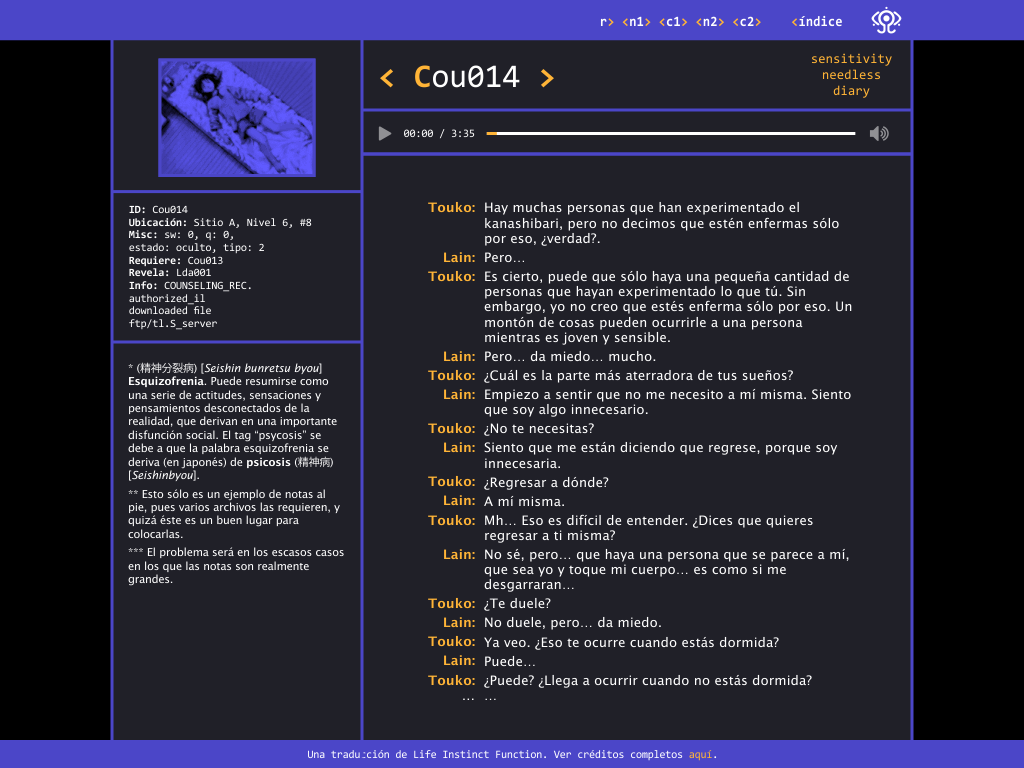 r> <n1> <c1> <n2> <c2> <índice
< Cou014 >
sensitivity
needless
diary
00:00 / 3:35
ID: Cou014
Ubicación: Sitio A, Nivel 6, #8
Misc: sw: 0, q: 0,
estado: oculto, tipo: 2
Requiere: Cou013
Revela: Lda001
Info: COUNSELING_REC.
authorized_il
downloaded file
ftp/tl.S_server
* (精神分裂病) [Seishin bunretsu byou]
Esquizofrenia. Puede resumirse como
una serie de actitudes, sensaciones y
pensamientos desconectados de la
realidad, que derivan en una importante
disfunción social. El tag “psycosis” se
debe a que la palabra esquizofrenia se
deriva (en japonés) de psicosis (精神病)
[Seishinbyou].
** Esto sólo es un ejemplo de notas al
pie, pues varios archivos las requieren, y
quizá éste es un buen lugar para
colocarlas.
*** El problema será en los escasos casos
en los que las notas son realmente
grandes.
Touko: Hay muchas personas que han experimentado el
kanashibari, pero no decimos que estén enfermas sólo
por eso, ¿verdad?.
Lain: Pero…
Touko: Es cierto, puede que sólo haya una pequeña cantidad de
personas que hayan experimentado lo que tú. Sin
embargo, yo no creo que estés enferma sólo por eso. Un
montón de cosas pueden ocurrirle a una persona
mientras es joven y sensible.
Lain: Pero… da miedo… mucho.
Touko: ¿Cuál es la parte más aterradora de tus sueños?
Lain: Empiezo a sentir que no me necesito a mí misma. Siento
que soy algo innecesario.
Touko: ¿No te necesitas?
Lain: Siento que me están diciendo que regrese, porque soy
innecesaria.
Touko: ¿Regresar a dónde?
Lain: A mí misma.
Touko: Mh… Eso es difícil de entender. ¿Dices que quieres
regresar a ti misma?
Lain: No sé, pero… que haya una persona que se parece a mí,
que sea yo y toque mi cuerpo… es como si me
desgarraran…
Touko: ¿Te duele?
Lain: No duele, pero… da miedo.
Touko: Ya veo. ¿Eso te ocurre cuando estás dormida?
Lain: Puede…
Touko: ¿Puede? ¿Llega a ocurrir cuando no estás dormida?
… …
Una traducción de Life Instinct Function. Ver créditos completos aquí.